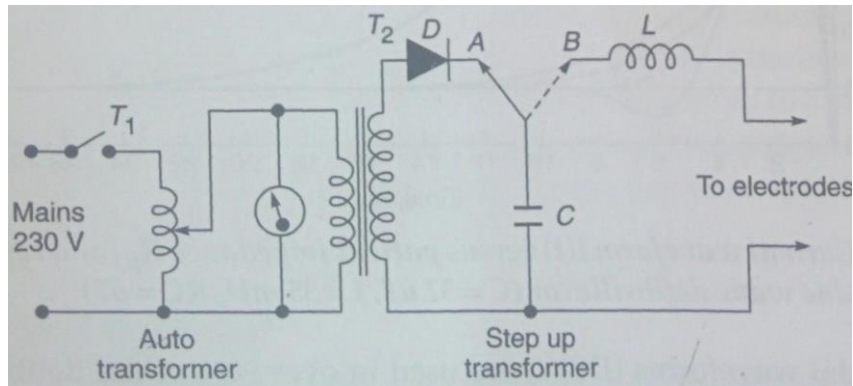 T2 D A B L
T1
Mains
230 V
C
To electrodes
Auto
transformer
Step up
transformer